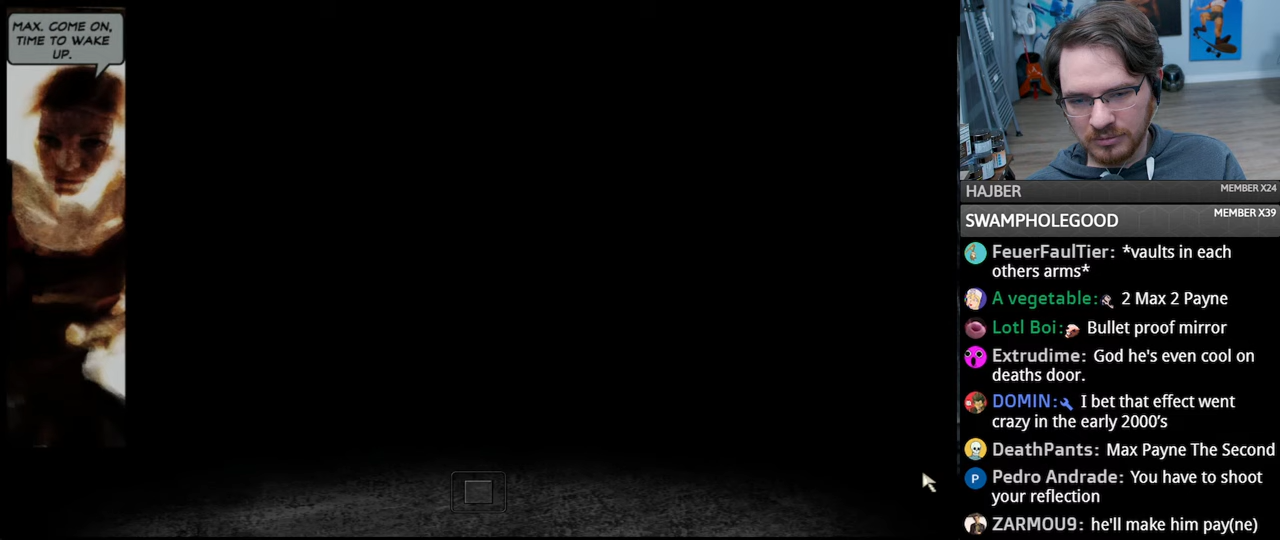 MAX. COME ON,
TIME TO WAKE
UP.
HAJBER
MEMBER X24
SWAMPHOLEGOOD
MEMBER X39
FeuerFaulTier: *vaults in each
others arms*
A vegetable: 2 Max 2 Payne
Lotl Boi: Bullet proof mirror
Extrudime: God he's even cool on
deaths door.
DOMIN: I bet that effect went
crazy in the early 2000's
DeathPants: Max Payne The Second
P Pedro Andrade: You have to shoot
your reflection
ZARMOU9: he'll make him pay(ne)